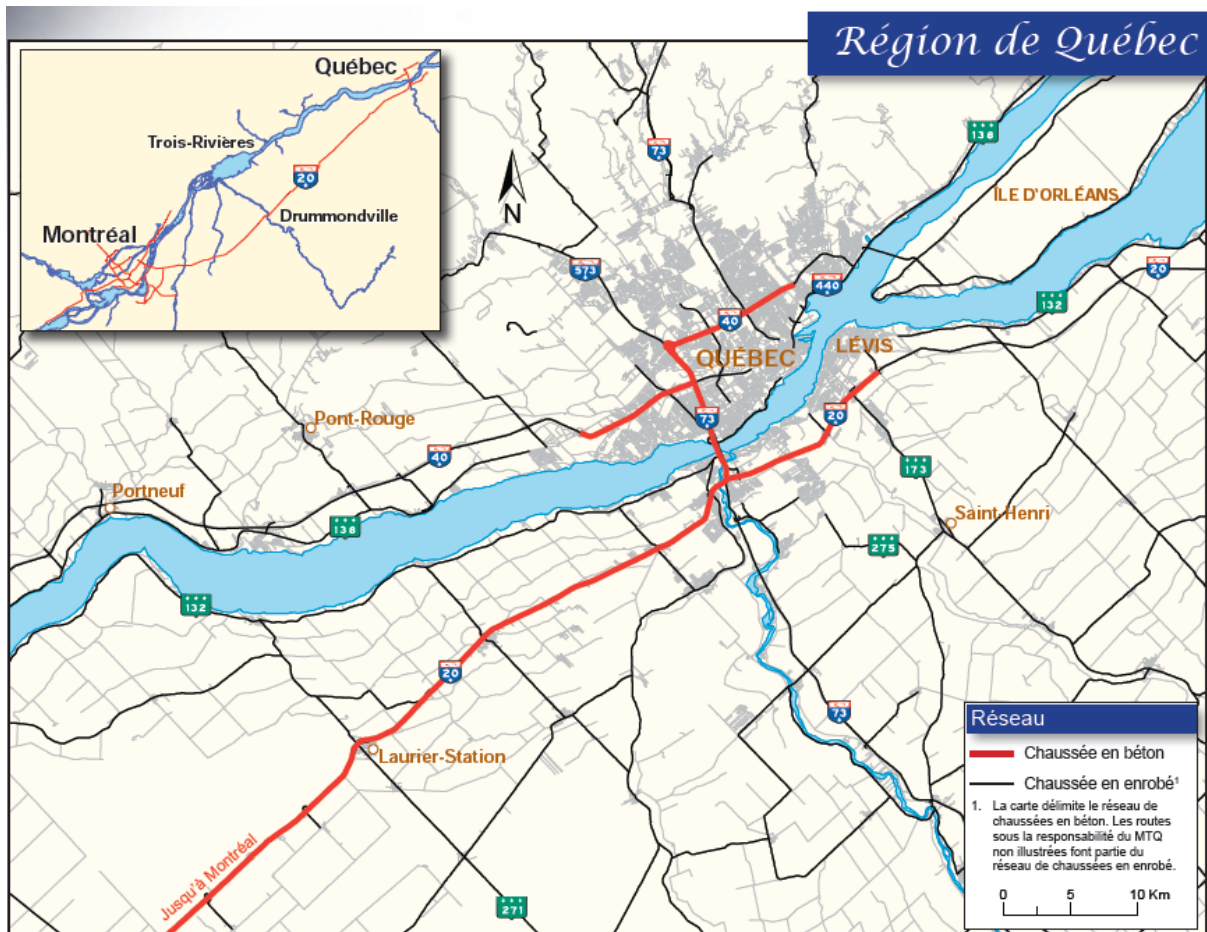 Région de Québec
Québec
Trois-Rivières
20
Drummondville
Montréal
138
73
N
ÎLE D'ORLÉANS
573
440
20
132
40
QUÉBEC
LÉVIS
73
20
Pont-Rouge
40
173
Portneuf
138
Saint-Henri
275
132
20
73
Laurier-Station
Jusqu'à Montréal
271
Réseau
Chaussée en béton
Chaussée en enrobé¹
1. La carte délimite le réseau de
chaussées en béton. Les routes
sous la responsabilité du MTQ
non illustrées font partie du
réseau de chaussées en enrobé.
0 5 10 Km